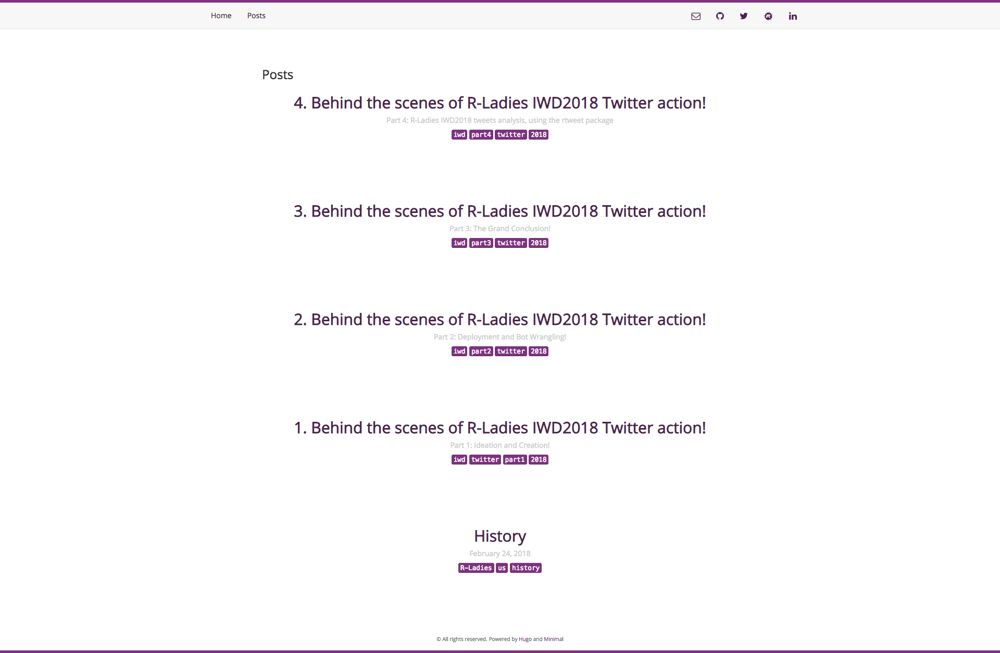 Home Posts
Posts
4. Behind the scenes of R-Ladies IWD2018 Twitter action!
Part 4: R-Ladies IWD2018 tweets analysis, using the rtweet package
iwd part4 twitter 2018
3. Behind the scenes of R-Ladies IWD2018 Twitter action!
Part 3: The Grand Conclusion!
iwd part3 twitter 2018
2. Behind the scenes of R-Ladies IWD2018 Twitter action!
Part 2: Deployment and Bot Wrangling!
iwd part2 twitter 2018
1. Behind the scenes of R-Ladies IWD2018 Twitter action!
Part 1: Ideation and Creation!
iwd twitter part1 2018
History
February 24, 2018
R-Ladies us history
© All rights reserved. Powered by Hugo and Minimal